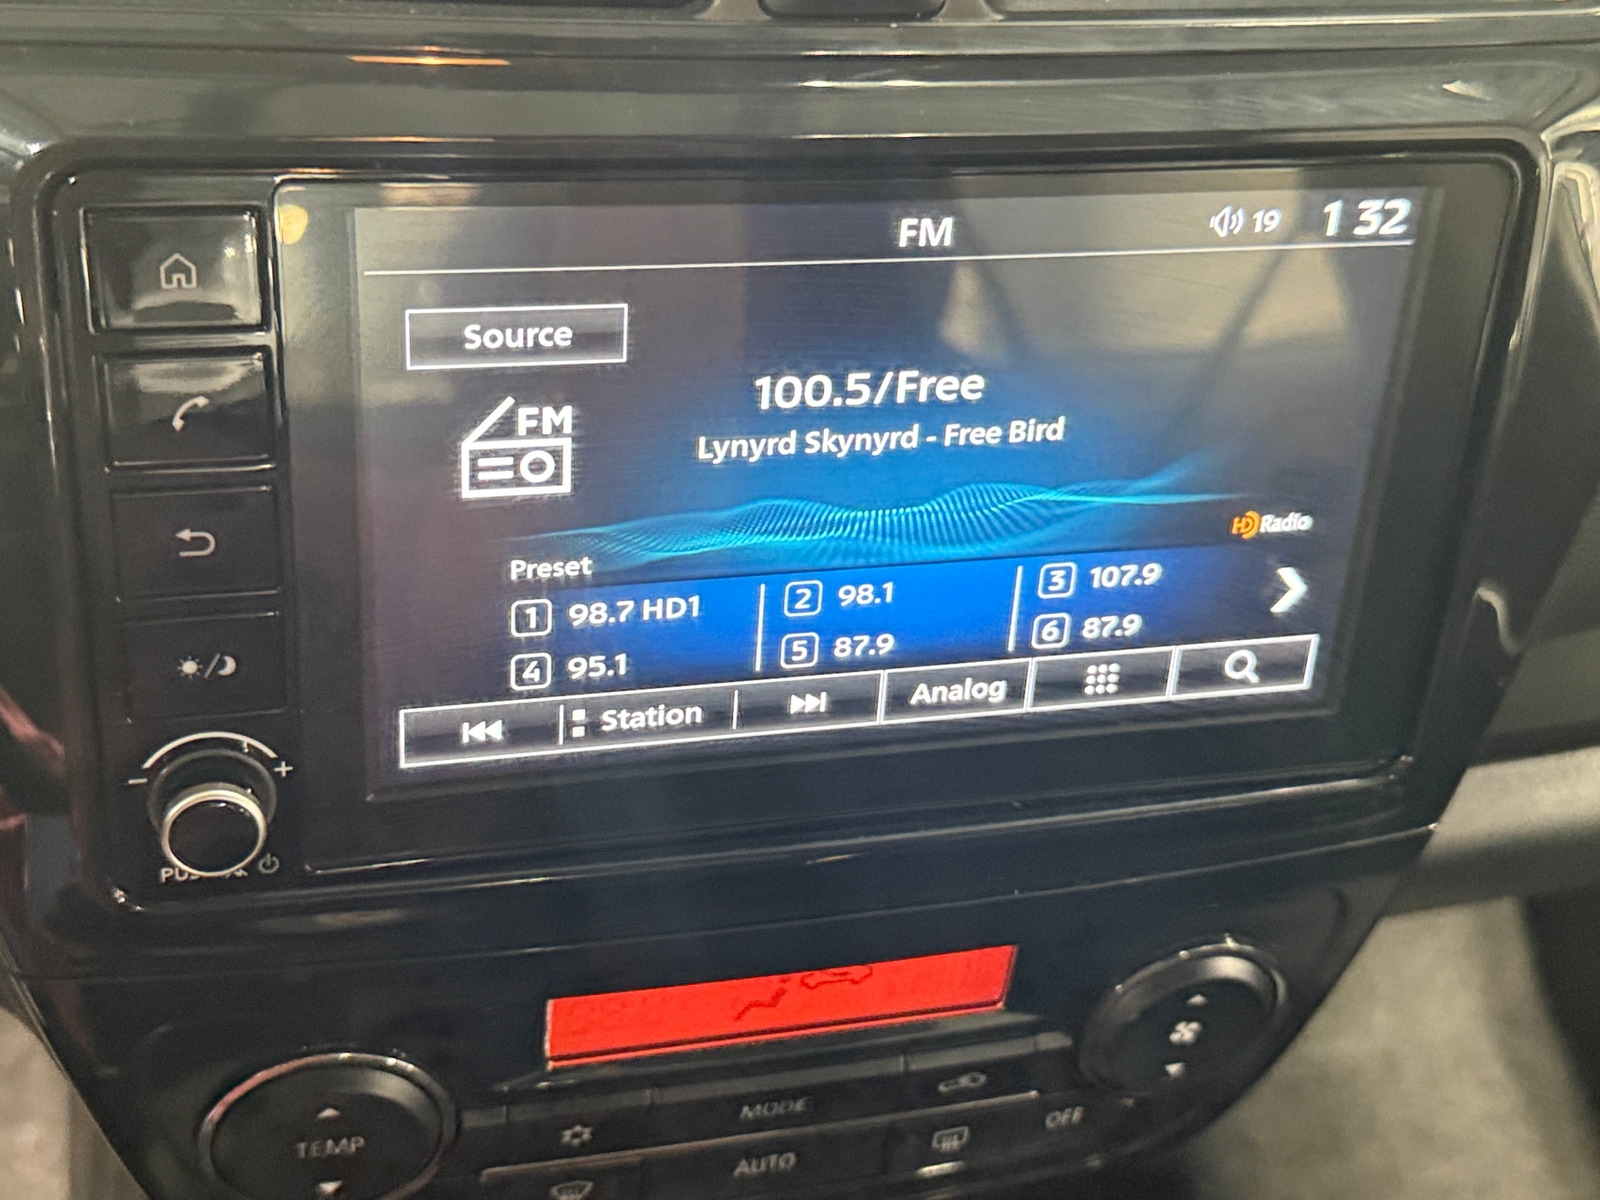 FM
19
1 32
Source
100.5/Free
FM
Lynyrd Skynyrd - Free Bird
HD Radio
Preset
1 98.7 HD1
2 98.1
3 107.9
4 95.1
5 87.9
6 87.9
Station
Analog
- +
MODE
OFF
TEMP
AUTO